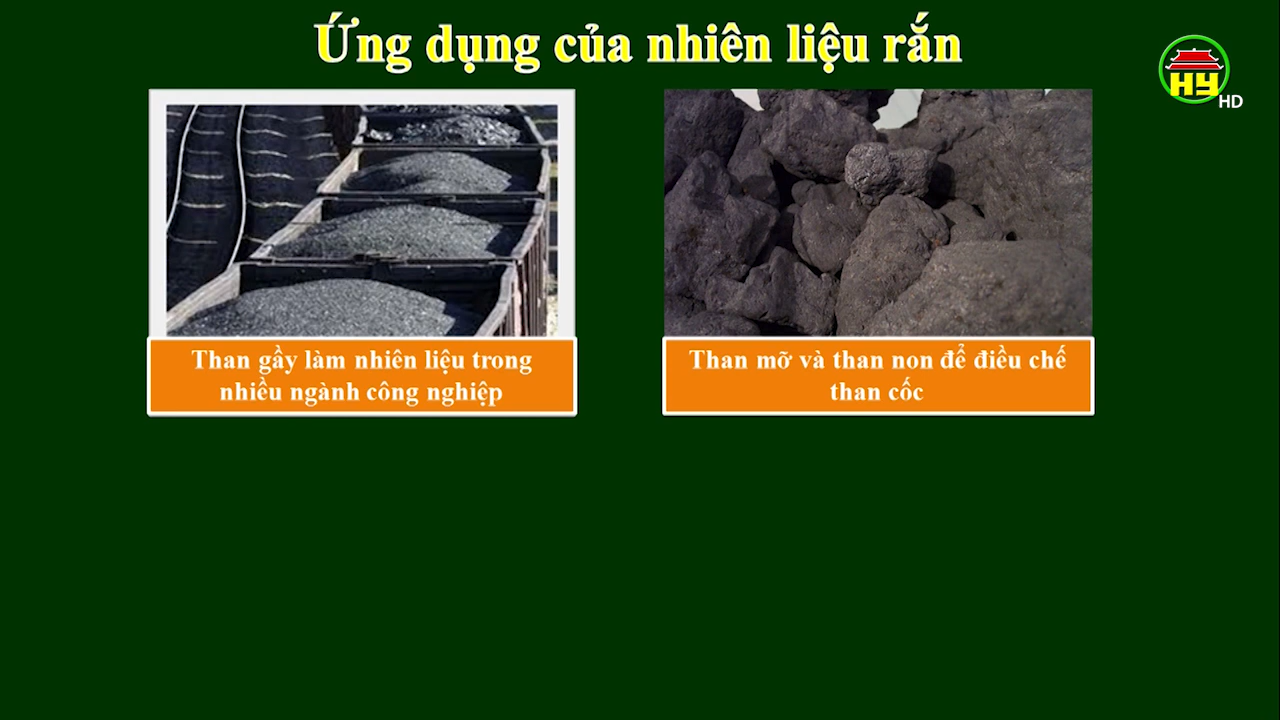 Ứng dụng của nhiên liệu rắn
HY
HD
Than gầy làm nhiên liệu trong
nhiều ngành công nghiệp
Than mỡ và than non để điều chế
than cốc